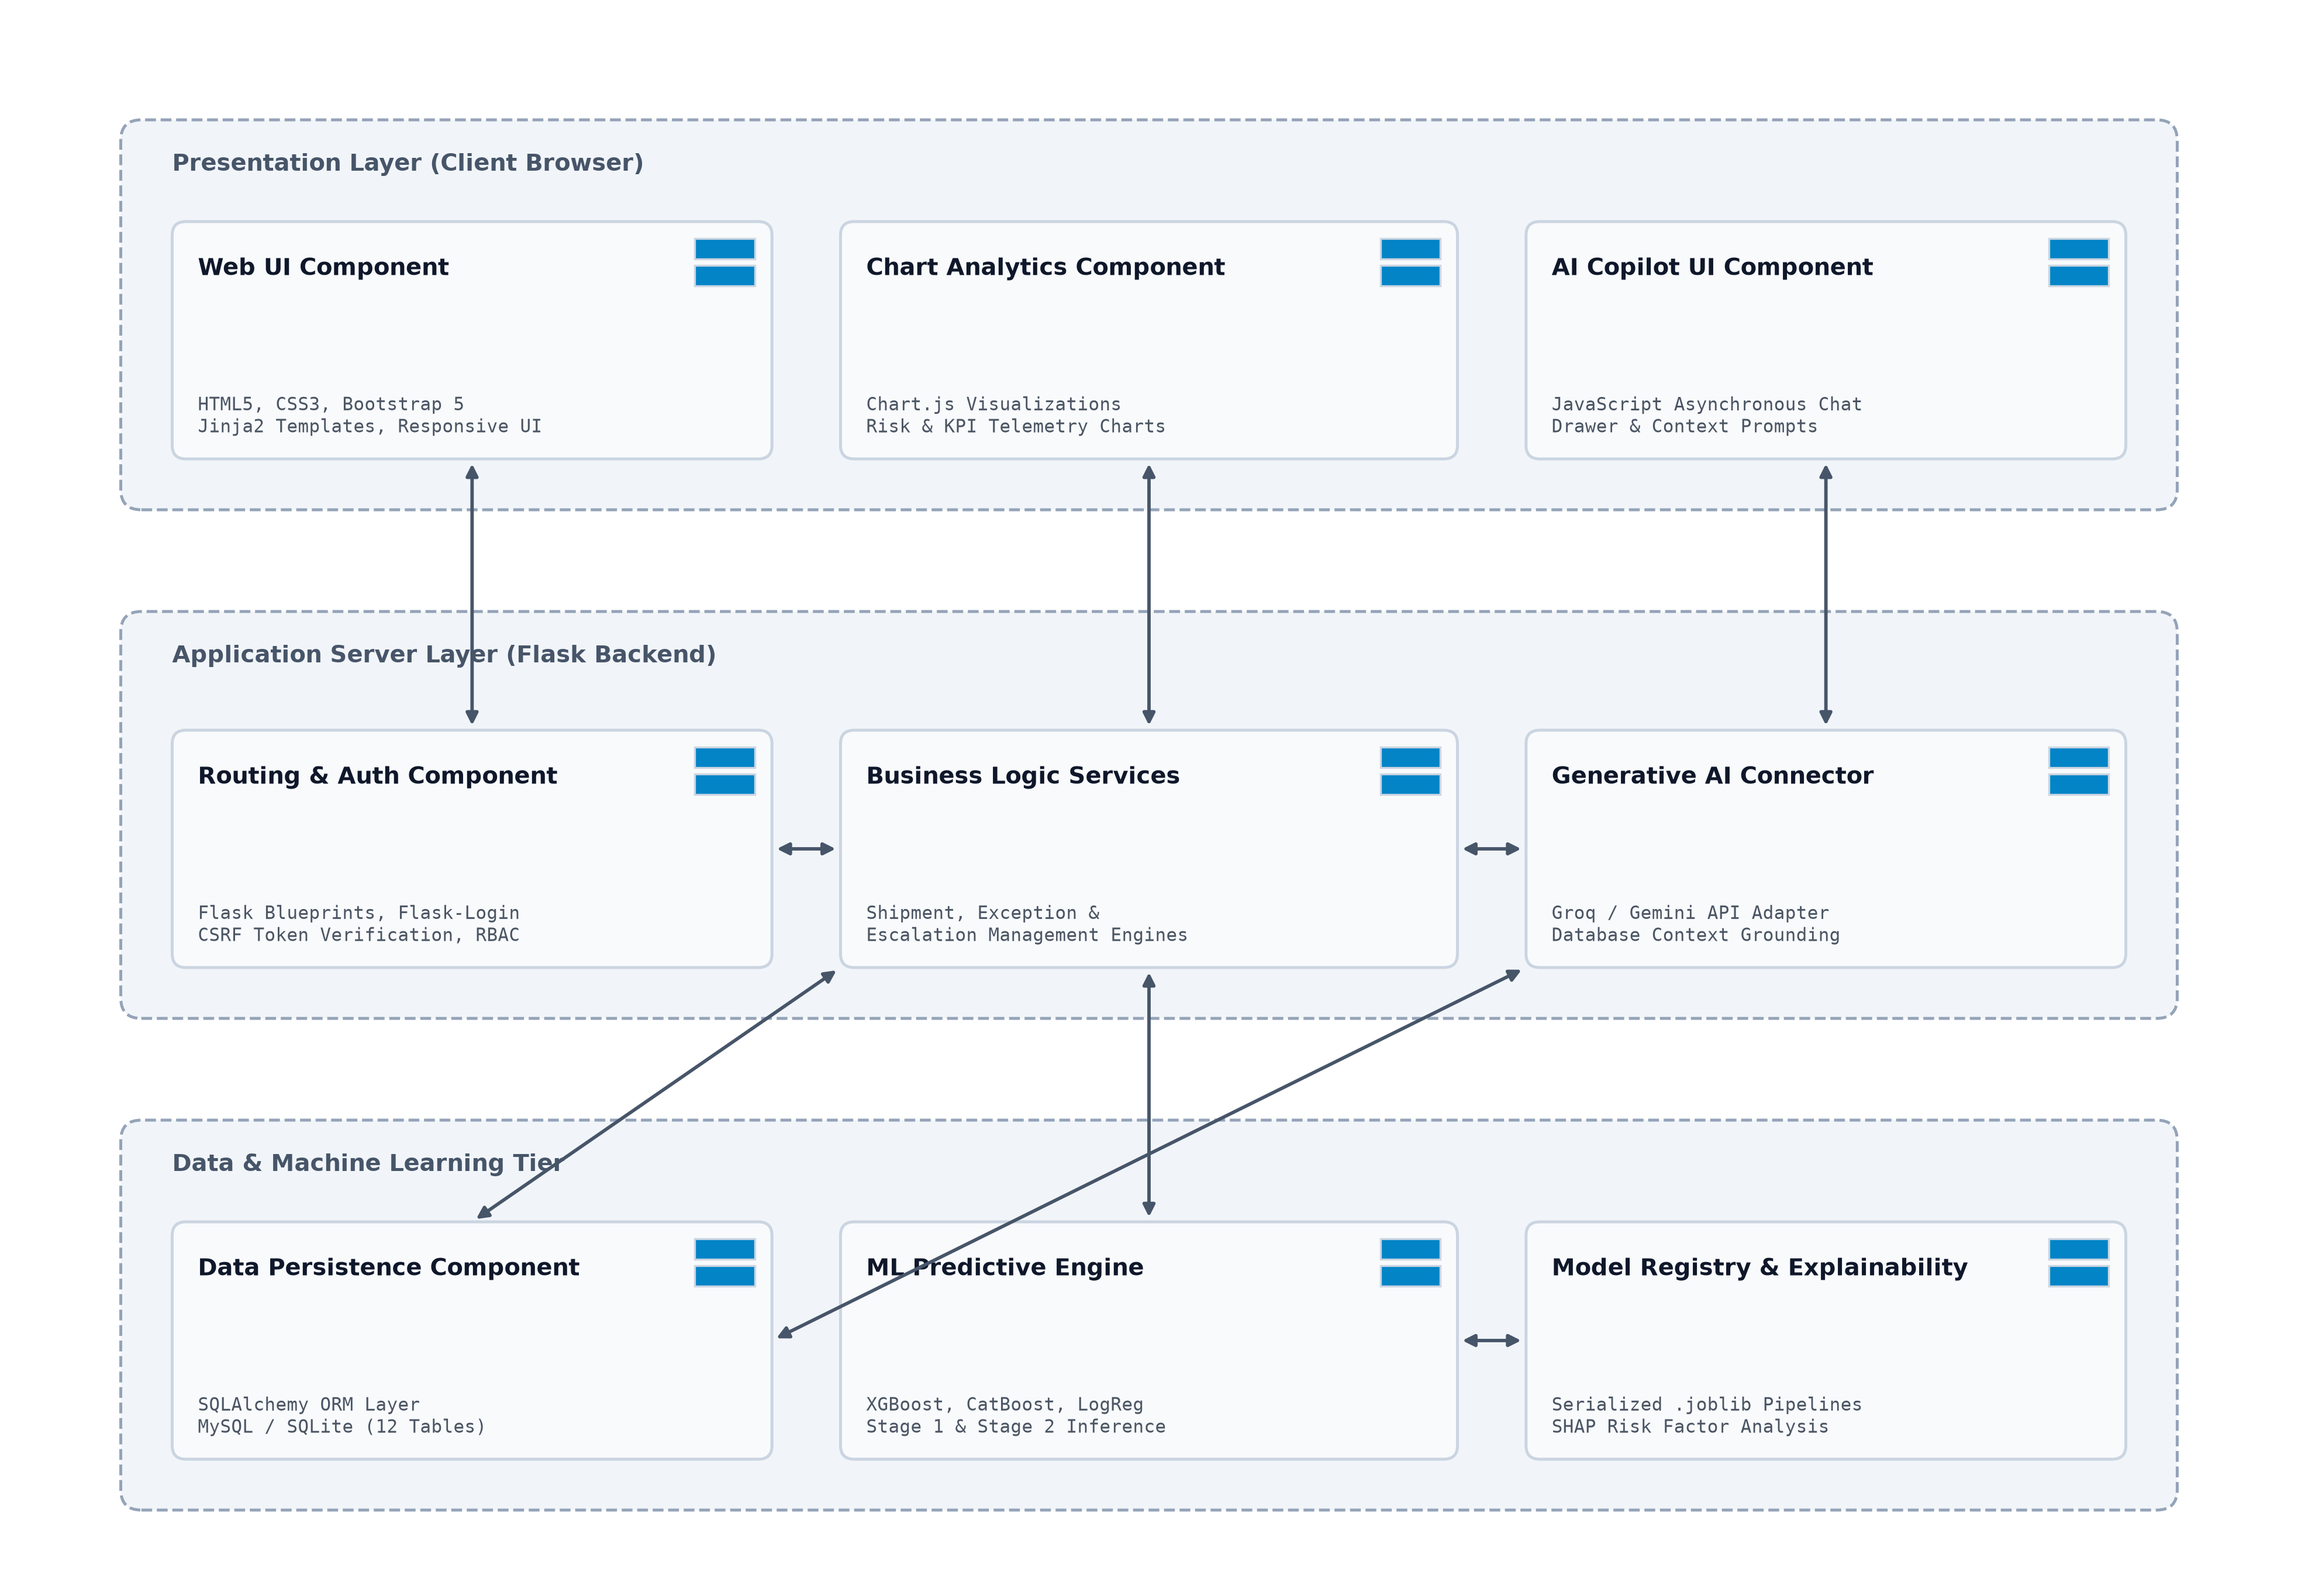 Presentation Layer (Client Browser)
Web UI Component
HTML5, CSS3, Bootstrap 5
Jinja2 Templates, Responsive UI
Chart Analytics Component
Chart.js Visualizations
Risk & KPI Telemetry Charts
AI Copilot UI Component
JavaScript Asynchronous Chat
Drawer & Context Prompts
Application Server Layer (Flask Backend)
Routing & Auth Component
Flask Blueprints, Flask-Login
CSRF Token Verification, RBAC
Business Logic Services
Shipment, Exception &
Escalation Management Engines
Generative AI Connector
Groq / Gemini API Adapter
Database Context Grounding
Data & Machine Learning Tier
Data Persistence Component
SQLAlchemy ORM Layer
MySQL / SQLite (12 Tables)
ML Predictive Engine
XGBoost, CatBoost, LogReg
Stage 1 & Stage 2 Inference
Model Registry & Explainability
Serialized .joblib Pipelines
SHAP Risk Factor Analysis